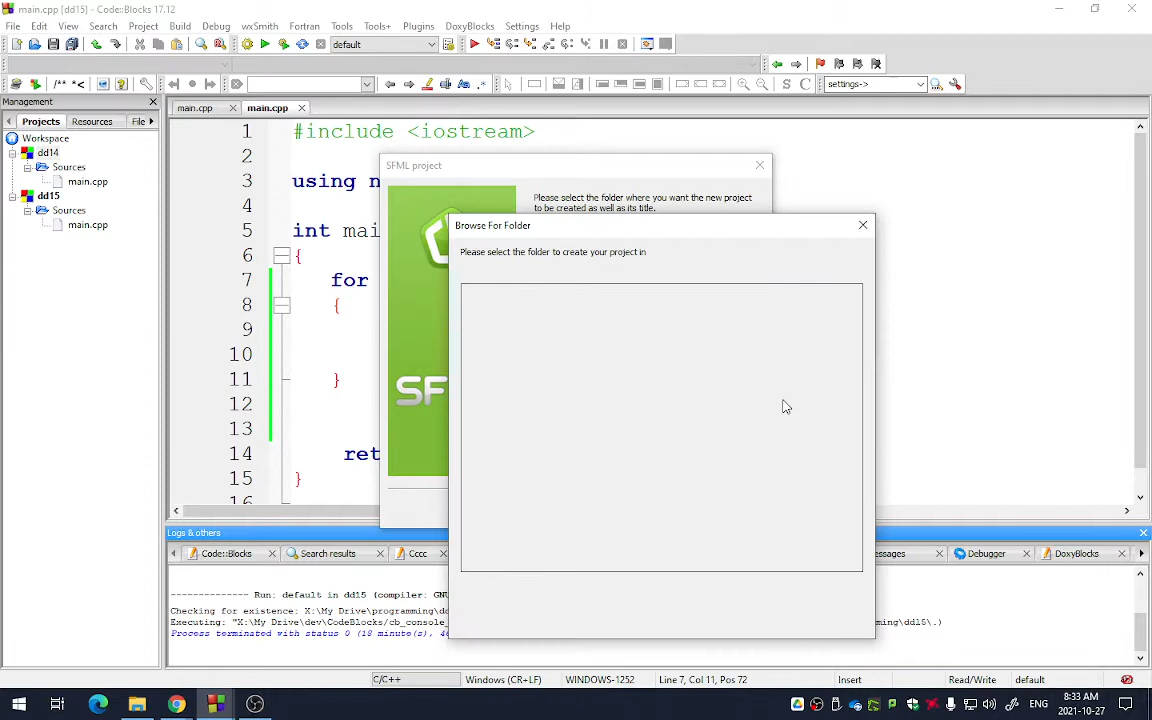 main.cpp [dd15] - Code::Blocks 17.12
File Edit View Search Project Build Debug wxSmith Fortran Tools Tools+ Plugins DoxyBlocks Settings Help
default
/** *<
Aa .*
S C
settings->
Management
Projects Resources File
main.cpp main.cpp
Workspace
dd14
Sources
main.cpp
dd15
Sources
main.cpp
1 #include <iostream>
2
3 using n
4
5 int mai
6 {
7 for
8 {
9
10
11 }
12
13
14 ret
15 }
16
SFML project
Please select the folder where you want the new project
to be created as well as its title.
SF
Browse For Folder
Please select the folder to create your project in
Logs & others
Code::Blocks Search results Cccc essages Debugger DoxyBlocks
-------------- Run: default in dd15 (compiler: GNU
Checking for existence: X:\My Drive\programming\dd
Executing: "X:\My Drive\dev\CodeBlocks/cb_console_ ming\dd15\.)
Process terminated with status 0 (18 minute(s), 4
C/C++ Windows (CR+LF) WINDOWS-1252 Line 7, Col 11, Pos 72 Insert Read/Write default
ENG
8:33 AM
2021-10-27